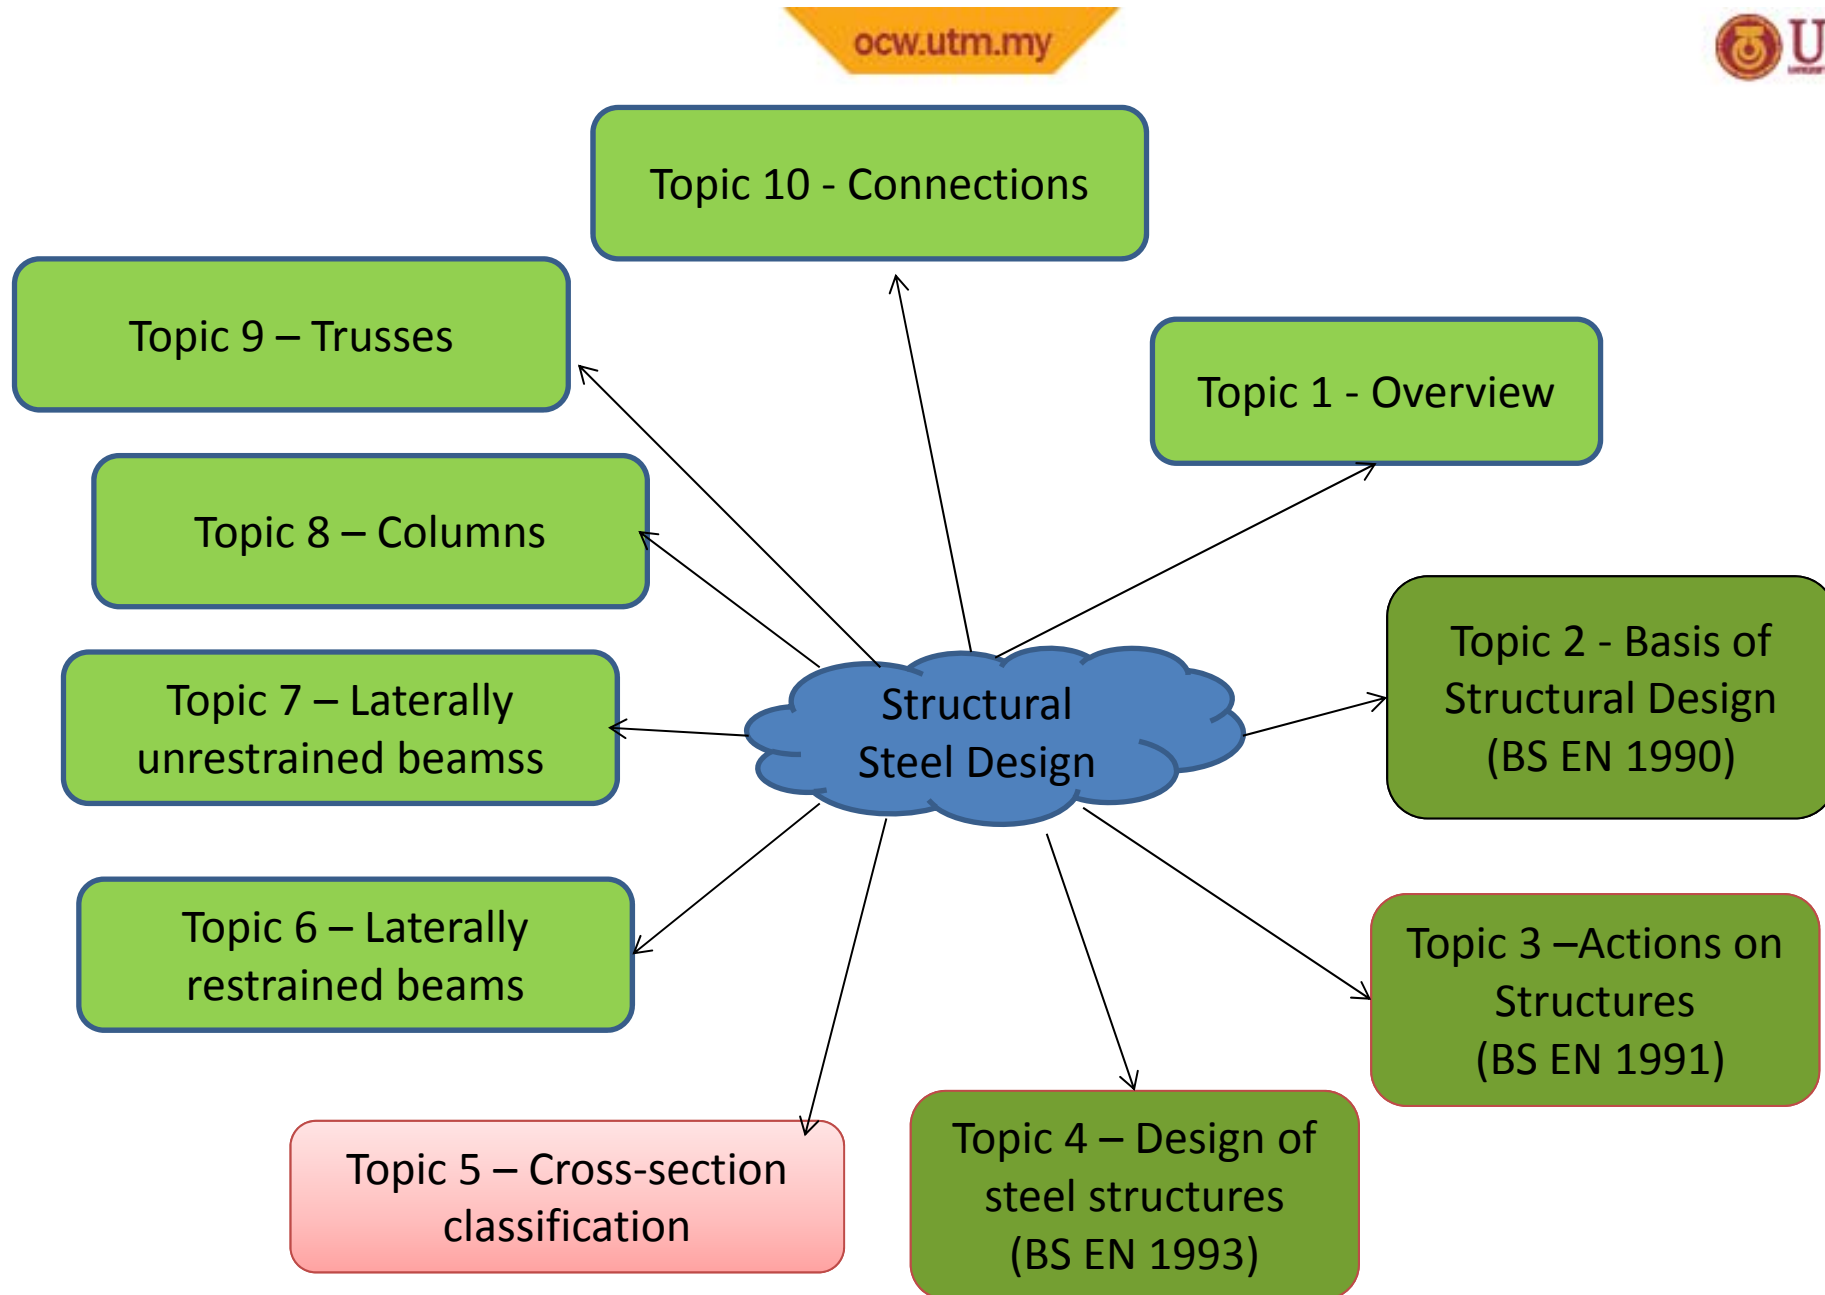 ocw.utm.my
U
Topic 10 - Connections
Topic 9 – Trusses
Topic 1 - Overview
Topic 8 – Columns
Topic 2 - Basis of
Structural Design
(BS EN 1990)
Topic 7 – Laterally
unrestrained beamss
Structural
Steel Design
Topic 6 – Laterally
restrained beams
Topic 3 –Actions on
Structures
(BS EN 1991)
Topic 5 – Cross-section
classification
Topic 4 – Design of
steel structures
(BS EN 1993)